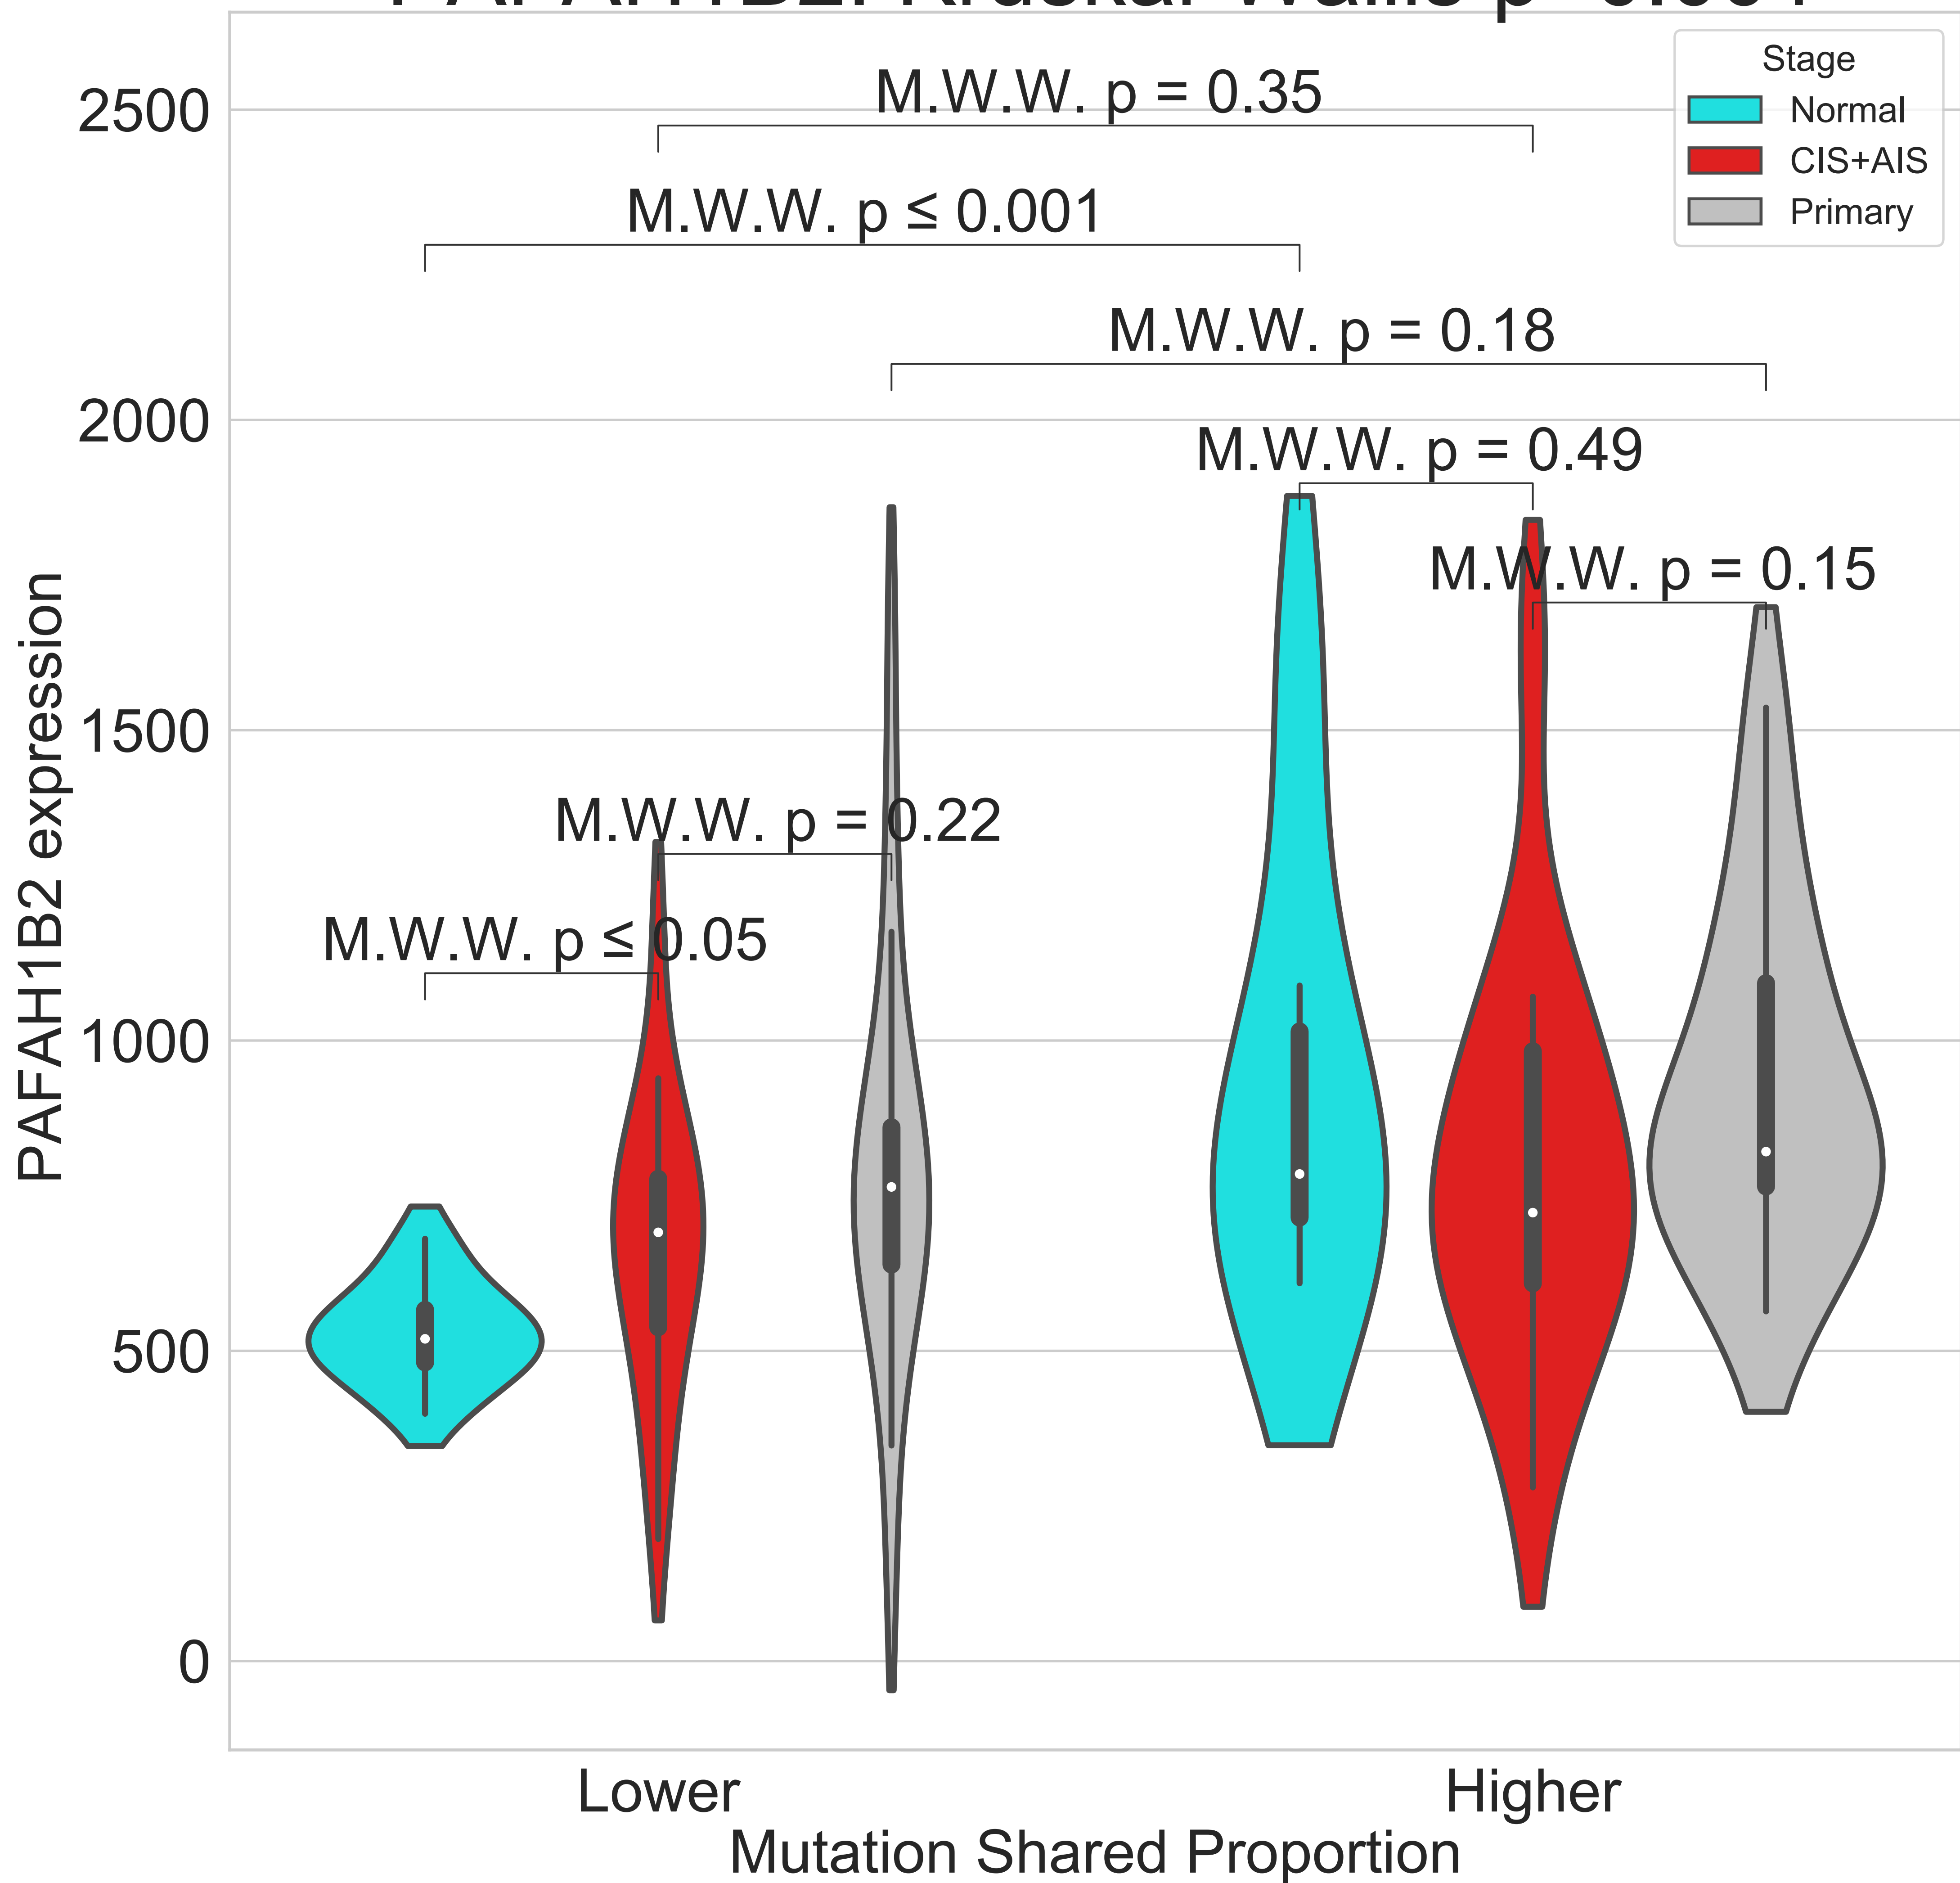 2500
2000
1500
1000
500
0
PAFAH1B2 expression
M.W.W. p = 0.35
M.W.W. p ≤ 0.001
M.W.W. p = 0.18
M.W.W. p = 0.49
M.W.W. p = 0.15
M.W.W. p = 0.22
M.W.W. p ≤ 0.05
Stage
Normal
CIS+AIS
Primary
Lower
Higher
Mutation Shared Proportion